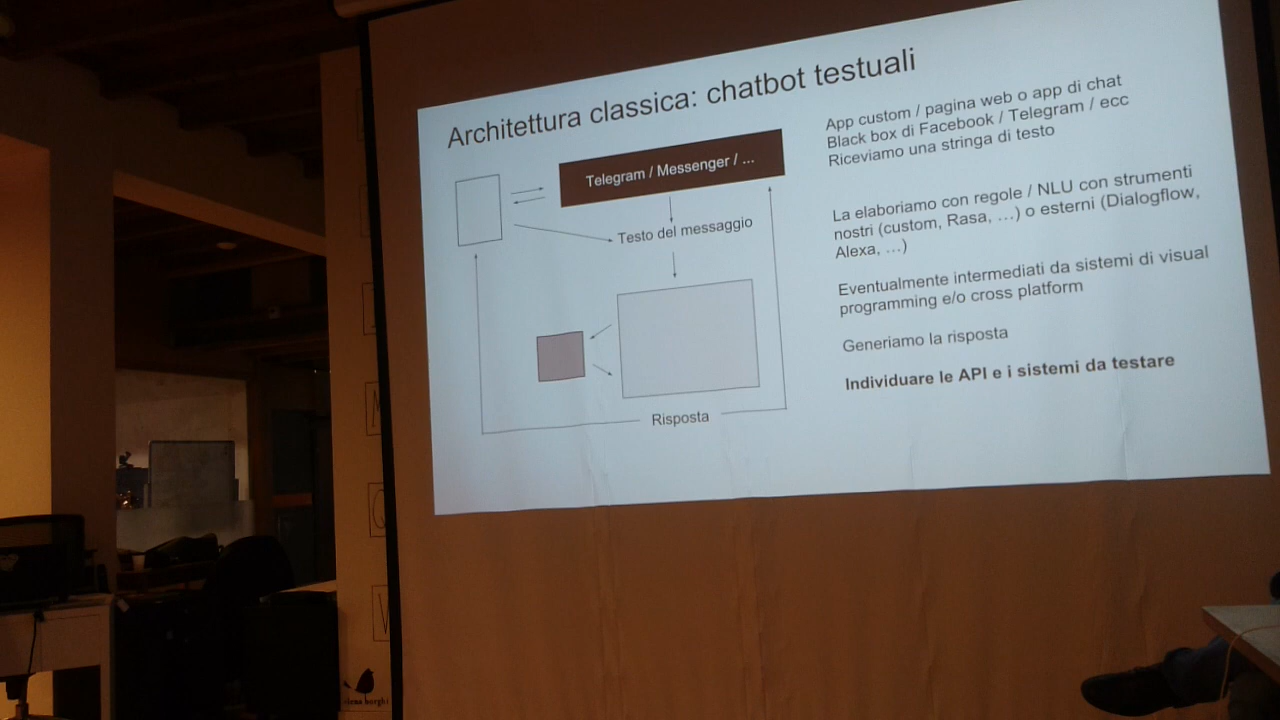 Architettura classica: chatbot testuali
Telegram / Messenger / ...
Testo del messaggio
Risposta
App custom / pagina web o app di chat
Black box di Facebook / Telegram / ecc
Riceviamo una stringa di testo
La elaboriamo con regole / NLU con strumenti
nostri (custom, Rasa, …) o esterni (Dialogflow,
Alexa, …)
Eventualmente intermediati da sistemi di visual
programming e/o cross platform
Generiamo la risposta
Individuare le API e i sistemi da testare
M
Q
V
borghi